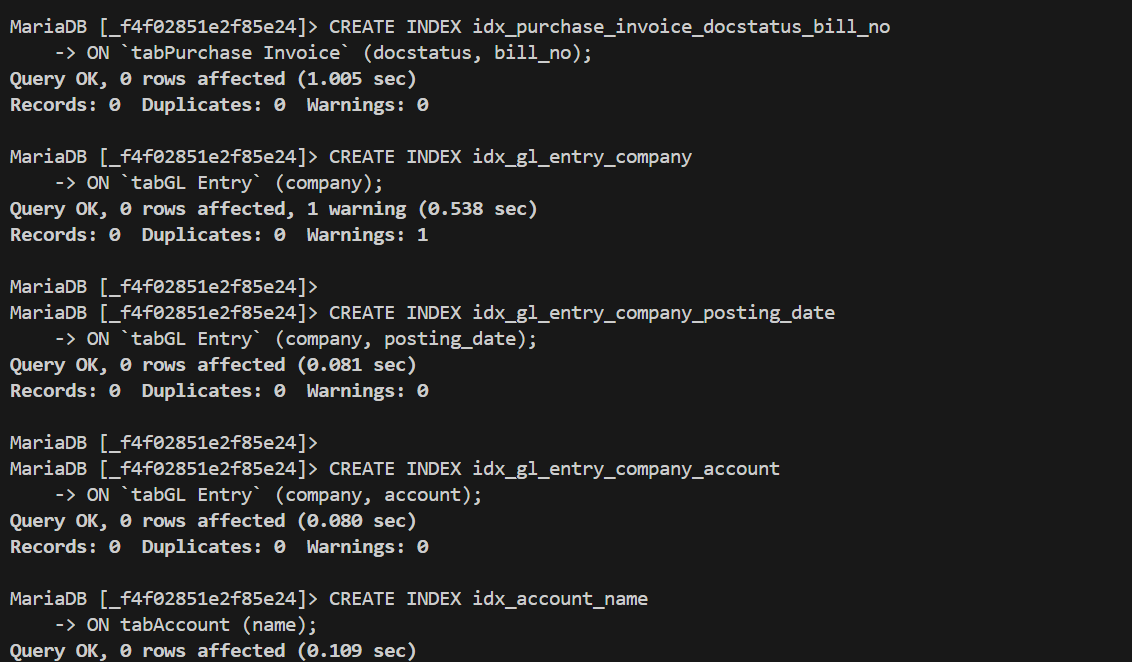 MariaDB [_f4f02851e2f85e24]> CREATE INDEX idx_purchase_invoice_docstatus_bill_no
    -> ON `tabPurchase Invoice` (docstatus, bill_no);
Query OK, 0 rows affected (1.005 sec)
Records: 0  Duplicates: 0  Warnings: 0

MariaDB [_f4f02851e2f85e24]> CREATE INDEX idx_gl_entry_company
    -> ON `tabGL Entry` (company);
Query OK, 0 rows affected, 1 warning (0.538 sec)
Records: 0  Duplicates: 0  Warnings: 1

MariaDB [_f4f02851e2f85e24]>
MariaDB [_f4f02851e2f85e24]> CREATE INDEX idx_gl_entry_company_posting_date
    -> ON `tabGL Entry` (company, posting_date);
Query OK, 0 rows affected (0.081 sec)
Records: 0  Duplicates: 0  Warnings: 0

MariaDB [_f4f02851e2f85e24]>
MariaDB [_f4f02851e2f85e24]> CREATE INDEX idx_gl_entry_company_account
    -> ON `tabGL Entry` (company, account);
Query OK, 0 rows affected (0.080 sec)
Records: 0  Duplicates: 0  Warnings: 0

MariaDB [_f4f02851e2f85e24]> CREATE INDEX idx_account_name
    -> ON tabAccount (name);
Query OK, 0 rows affected (0.109 sec)